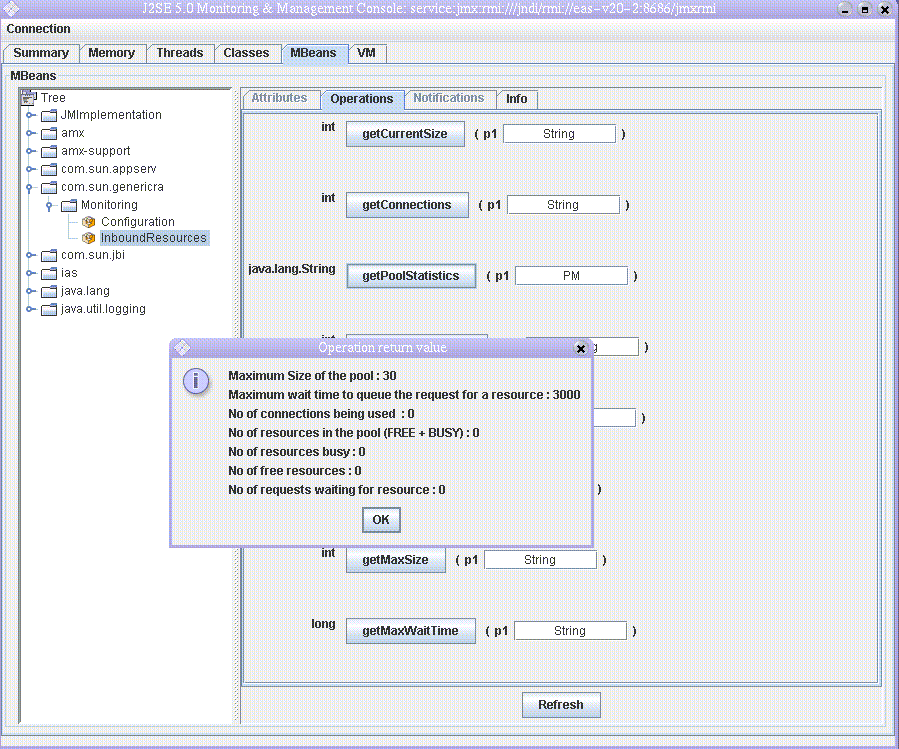 J2SE 5.0 Monitoring & Management Console: service:jmx:rmi:///jndi/rmi://eas-v20-2:8686/jmxrmi
Connection
Summary Memory Threads Classes MBeans VM
MBeans
Tree
JMImplementation
amx
amx-support
com.sun.appserv
com.sun.genericra
Monitoring
Configuration
InboundResources
com.sun.jbi
ias
java.lang
java.util.logging
Attributes Operations Notifications Info
int getCurrentSize ( p1 String )
int getConnections ( p1 String )
java.lang.String getPoolStatistics ( p1 PM )
)
)
)
Operation return value
Maximum Size of the pool : 30
Maximum wait time to queue the request for a resource : 3000
No of connections being used : 0
No of resources in the pool (FREE + BUSY) : 0
No of resources busy : 0
No of free resources : 0
No of requests waiting for resource : 0
OK
int getMaxSize ( p1 String )
long getMaxWaitTime ( p1 String )
Refresh